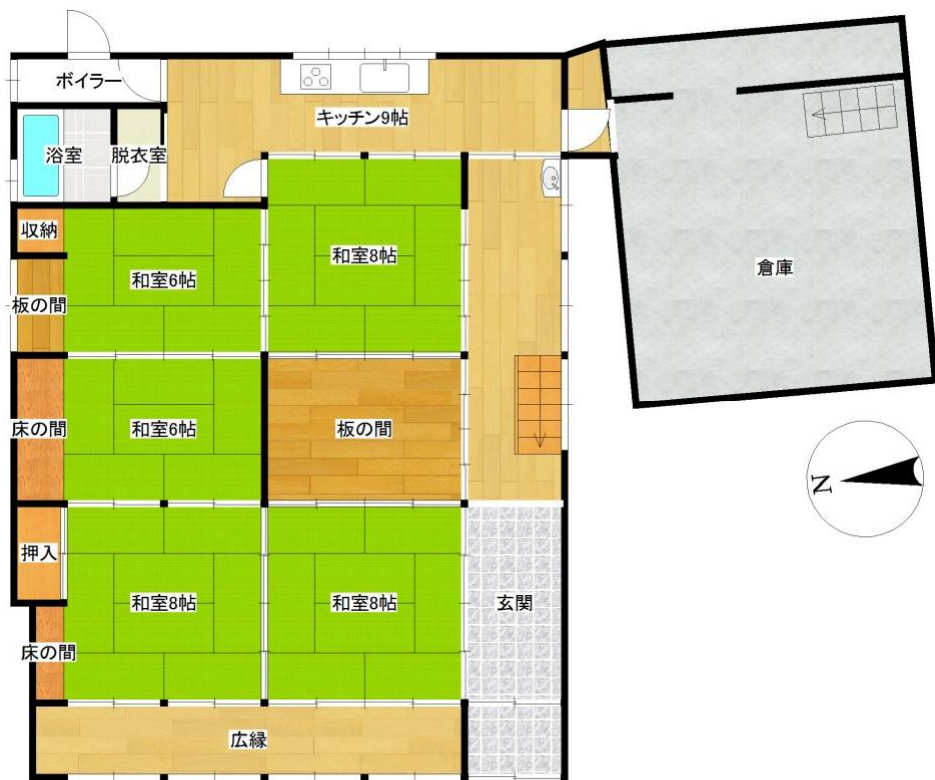 ボイラー
キッチン9帖
浴室
脱衣室
収納
和室6帖
和室8帖
倉庫
板の間
床の間
和室6帖
板の間
N
押入
和室8帖
和室8帖
玄関
床の間
広縁